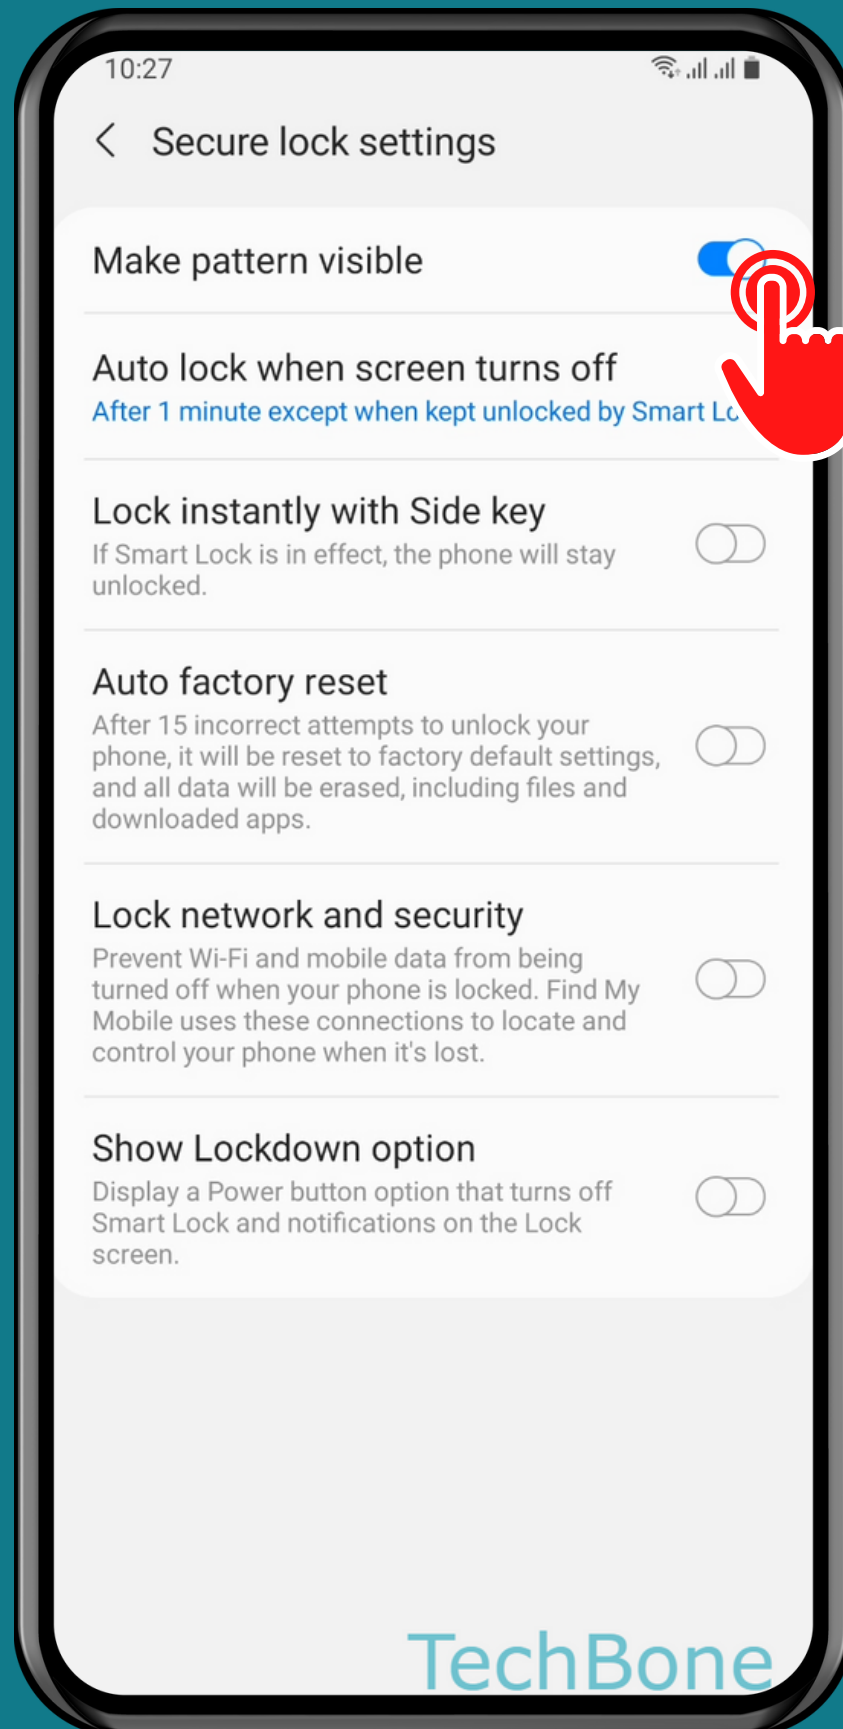 10:27
Secure lock settings
Make pattern visible
Auto lock when screen turns off
After 1 minute except when kept unlocked by Smart
Lock instantly with Side key
If Smart Lock is in effect, the phone will stay
unlocked.
Auto factory reset
After 15 incorrect attempts to unlock your
phone, it will be reset to factory default settings,
and all data will be erased, including files and
downloaded apps.
Lock network and security
Prevent Wi-Fi and mobile data from being
turned off when your phone is locked. Find My
Mobile uses these connections to locate and
control your phone when it's lost.
Show Lockdown option
Display a Power button option that turns off
Smart Lock and notifications on the Lock
screen.
TechBone